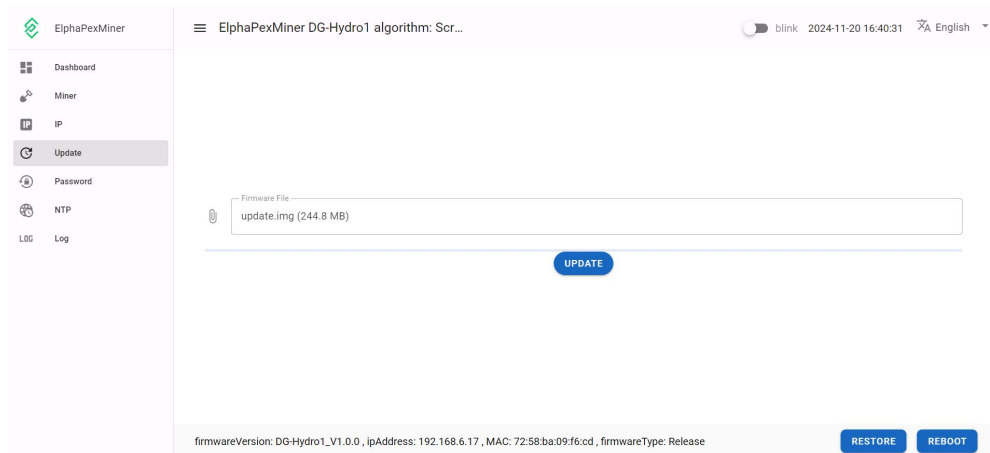 ElphaPexMiner
ElphaPexMiner DG-Hydro1 algorithm: Scr...
blink 2024-11-20 16:40:31 English
Dashboard
Miner
IP IP
Update
Password
NTP
LOG Log
Firmware File
update.img (244.8 MB)
UPDATE
firmwareVersion: DG-Hydro1_V1.0.0 , ipAddress: 192.168.6.17 , MAC: 72:58:ba:09:f6:cd , firmwareType: Release
RESTORE REBOOT